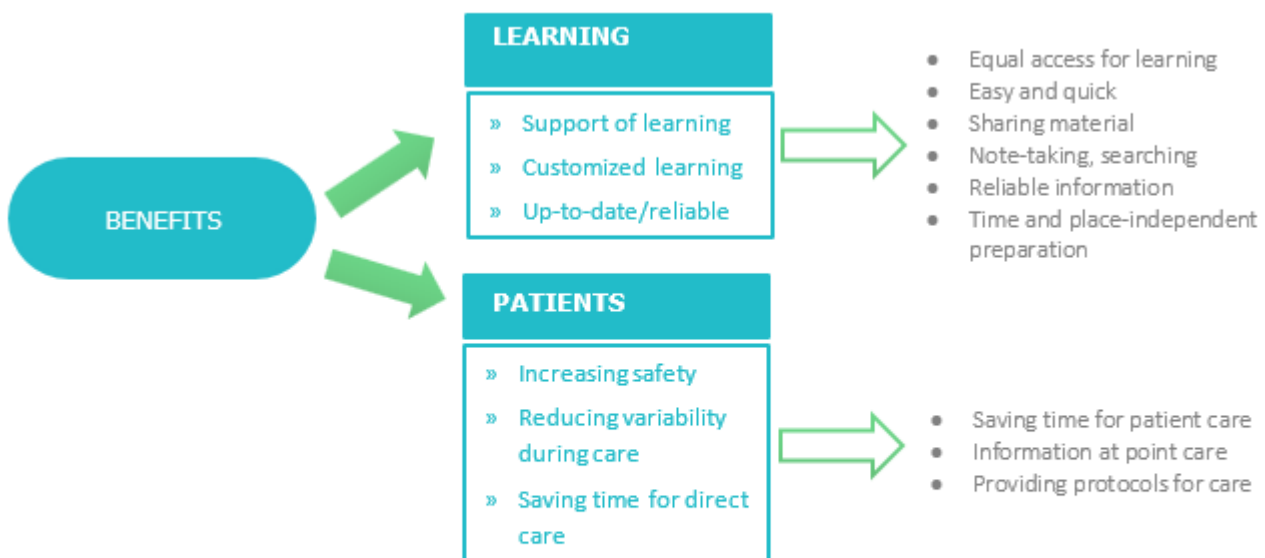 BENEFITS
LEARNING
» Support of learning
» Customized learning
» Up-to-date/reliable
● Equal access for learning
● Easy and quick
● Sharing material
● Note-taking, searching
● Reliable information
● Time and place-independent
preparation
PATIENTS
» Increasing safety
» Reducing variability
during care
» Saving time for direct
care
● Saving time for patient care
● Information at point care
● Providing protocols for care